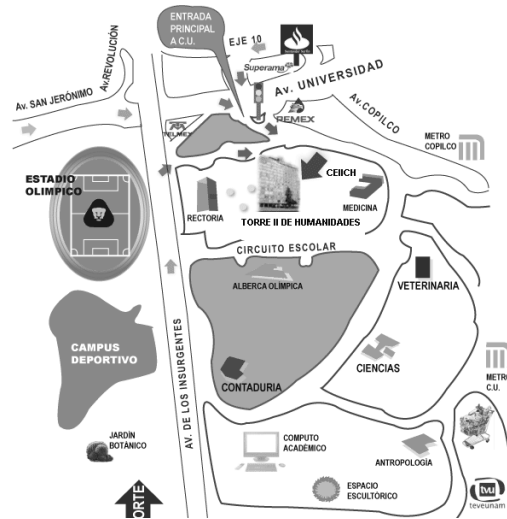 ENTRADA
PRINCIPAL
A C.U.
EJE 10
Superama
Av. UNIVERSIDAD
Av.REVOLUCIÓN
Av. SAN JERÓNIMO
Av.COPILCO
TELMEX
PEMEX
METRO
COPILCO
ESTADIO
OLIMPICO
CEIICH
RECTORIA
MEDICINA
TORRE II DE HUMANIDADES
CIRCUITO ESCOLAR
ALBERCA OLÍMPICA
VETERINARIA
CAMPUS
DEPORTIVO
AV. DE LOS INSURGENTES
CONTADURIA
CIENCIAS
METRO
C.U.
JARDÍN
BOTÁNICO
COMPUTO
ACADÉMICO
ANTROPOLOGÍA
ESPACIO
ESCULTÓRICO
NORTE
tvu
teveunam